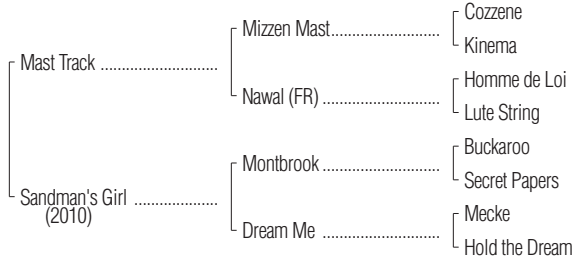 Cozzene
Mizzen Mast
Kinema
Mast Track
Homme de Loi
Nawal (FR)
Lute String
Buckaroo
Montbrook
Secret Papers
Sandman's Girl
(2010)
Mecke
Dream Me
Hold the Dream